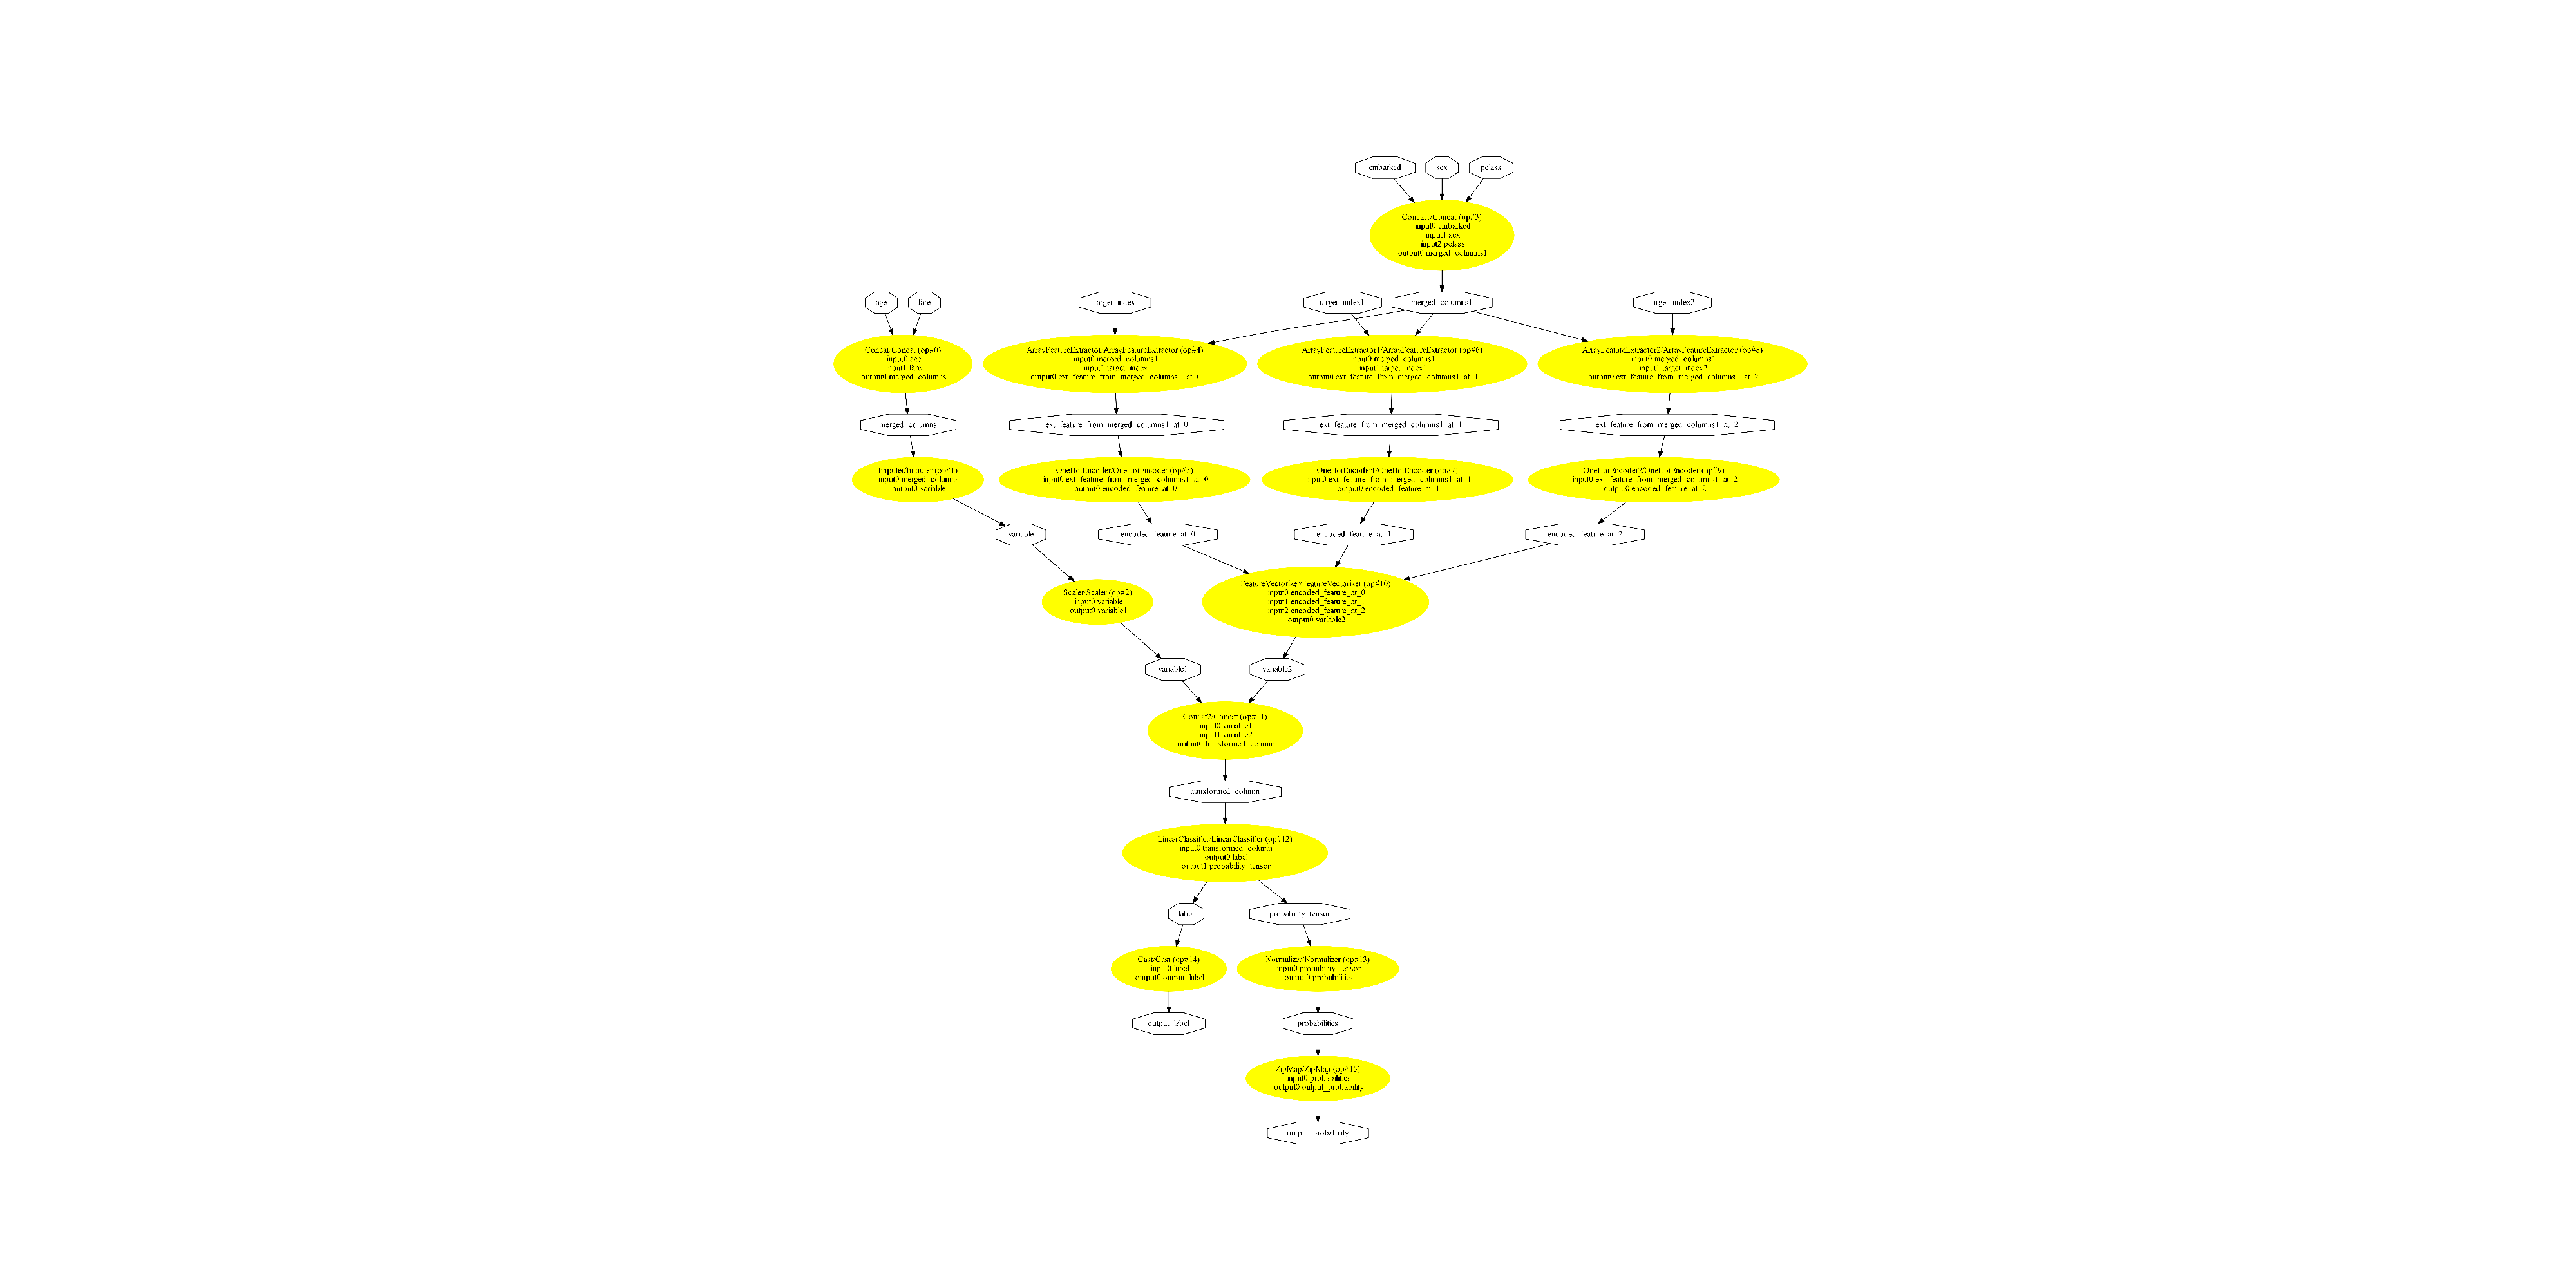 embarked
sex
pclass
Concat1/Concat (op#3)
input0 embarked
input1 sex
input2 pclass
output0 merged_columns1
age
fare
target_index
target_index1
merged_columns1
target_index2
Concat/Concat (op#0)
input0 age
input1 fare
output0 merged_columns
ArrayFeatureExtractor/ArrayFeatureExtractor (op#4)
input0 merged_columns1
input1 target_index
output0 ext_feature_from_merged_columns1_at_0
ArrayFeatureExtractor1/ArrayFeatureExtractor (op#6)
input0 merged_columns1
input1 target_index1
output0 ext_feature_from_merged_columns1_at_1
ArrayFeatureExtractor2/ArrayFeatureExtractor (op#8)
input0 merged_columns1
input1 target_index2
output0 ext_feature_from_merged_columns1_at_2
merged_columns
ext_feature_from_merged_columns1_at_0
ext_feature_from_merged_columns1_at_1
ext_feature_from_merged_columns1_at_2
Imputer/Imputer (op#1)
input0 merged_columns
output0 variable
OneHotEncoder/OneHotEncoder (op#5)
input0 ext_feature_from_merged_columns1_at_0
output0 encoded_feature_at_0
OneHotEncoder1/OneHotEncoder (op#7)
input0 ext_feature_from_merged_columns1_at_1
output0 encoded_feature_at_1
OneHotEncoder2/OneHotEncoder (op#9)
input0 ext_feature_from_merged_columns1_at_2
output0 encoded_feature_at_2
variable
encoded_feature_at_0
encoded_feature_at_1
encoded_feature_at_2
Scaler/Scaler (op#2)
input0 variable
output0 variable1
FeatureVectorizer/FeatureVectorizer (op#10)
input0 encoded_feature_at_0
input1 encoded_feature_at_1
input2 encoded_feature_at_2
output0 variable2
variable1
variable2
Concat2/Concat (op#11)
input0 variable1
input1 variable2
output0 transformed_column
transformed_column
LinearClassifier/LinearClassifier (op#12)
input0 transformed_column
output0 label
output1 probability_tensor
label
probability_tensor
Cast/Cast (op#14)
input0 label
output0 output_label
Normalizer/Normalizer (op#13)
input0 probability_tensor
output0 probabilities
output_label
probabilities
ZipMap/ZipMap (op#15)
input0 probabilities
output0 output_probability
output_probability